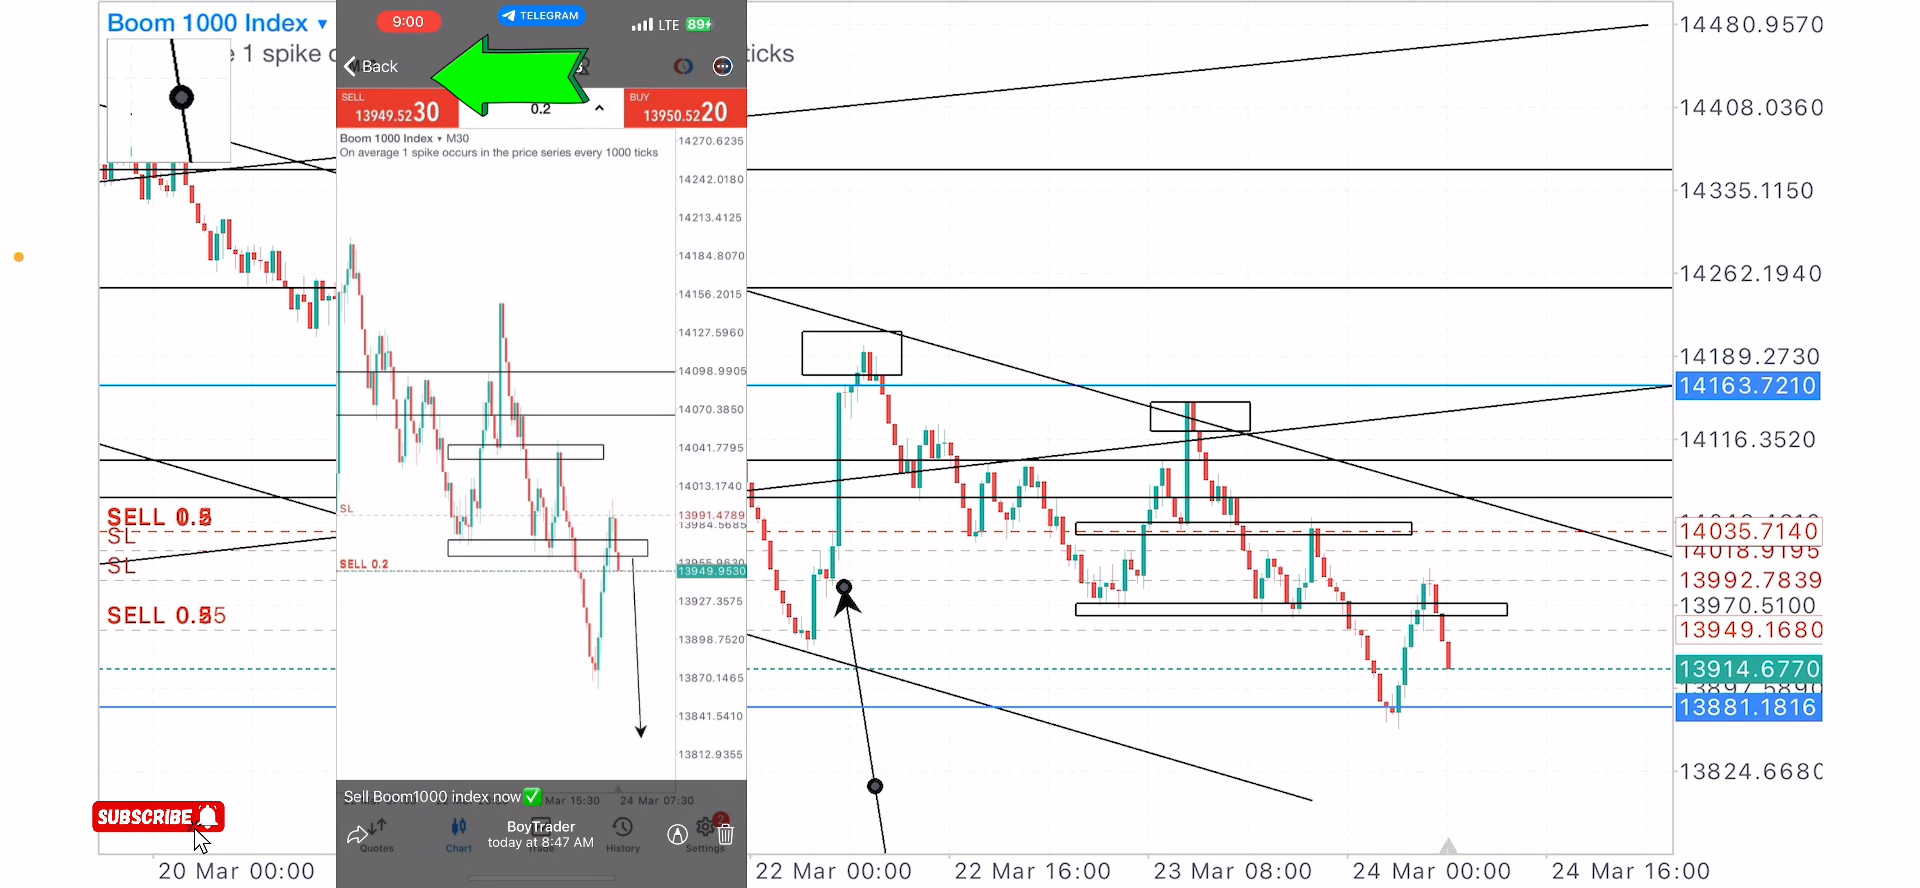 Boom 1000 Index ▾
1 spike
ticks
9:00
TELEGRAM
LTE 89
Back
SELL
13949.5230
0.2
BUY
13950.5220
Boom 1000 Index ▾ M30
On average 1 spike occurs in the price series every 1000 ticks
14270.6235
14242.0180
14213.4125
14184.8070
14156.2015
14127.5960
14098.9905
14070.3850
14041.7795
14013.1740
SL
13991.4789
SELL 0.2
13949.9530
13927.3575
13898.7520
13870.1465
13841.5410
13812.9355
Sell Boom1000 index now ✅
Mar 15:30
24 Mar 07:30
BoyTrader
today at 8:47 AM
Quotes
Chart
Trade
History
Settings
2
SL
SL
SUBSCRIBE
14480.9570
14408.0360
14335.1150
14262.1940
14189.2730
14163.7210
14116.3520
14035.7140
14018.9195
13992.7839
13970.5100
13949.1680
13914.6770
13881.1816
13824.6680
20 Mar 00:00
22 Mar 00:00
22 Mar 16:00
23 Mar 08:00
24 Mar 00:00
24 Mar 16:00